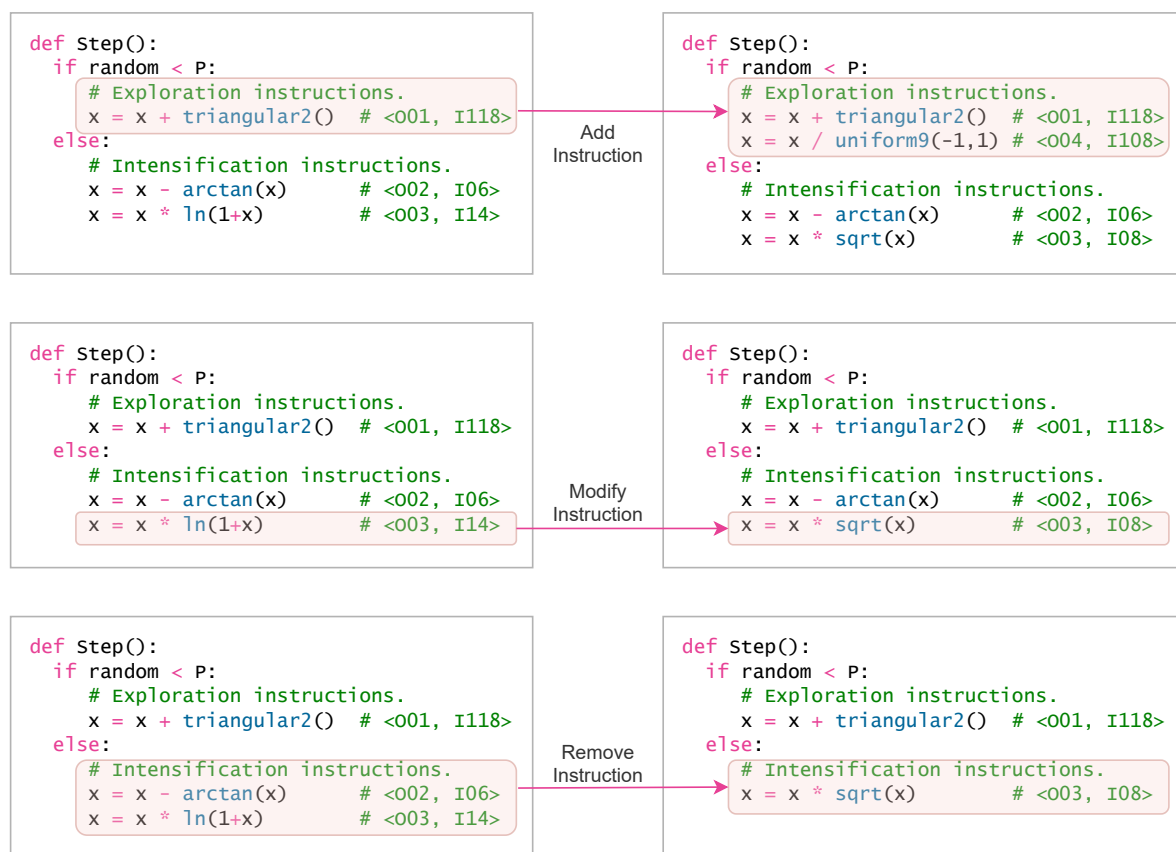 def Step():
  if random < P:
     # Exploration instructions.
     x = x + triangular2()  # <O01, I118>
  else:
     # Intensification instructions.
     x = x - arctan(x)      # <O02, I06>
     x = x * ln(1+x)        # <O03, I14>
Add
Instruction
def Step():
  if random < P:
     # Exploration instructions.
     x = x + triangular2()  # <O01, I118>
     x = x / uniform9(-1,1) # <O04, I108>
  else:
     # Intensification instructions.
     x = x - arctan(x)      # <O02, I06>
     x = x * sqrt(x)        # <O03, I08>
def Step():
  if random < P:
     # Exploration instructions.
     x = x + triangular2()  # <O01, I118>
  else:
     # Intensification instructions.
     x = x - arctan(x)      # <O02, I06>
     x = x * ln(1+x)        # <O03, I14>
Modify
Instruction
def Step():
  if random < P:
     # Exploration instructions.
     x = x + triangular2()  # <O01, I118>
  else:
     # Intensification instructions.
     x = x - arctan(x)      # <O02, I06>
     x = x * sqrt(x)        # <O03, I08>
def Step():
  if random < P:
     # Exploration instructions.
     x = x + triangular2()  # <O01, I118>
  else:
     # Intensification instructions.
     x = x - arctan(x)      # <O02, I06>
     x = x * ln(1+x)        # <O03, I14>
Remove
Instruction
def Step():
  if random < P:
     # Exploration instructions.
     x = x + triangular2()  # <O01, I118>
  else:
     # Intensification instructions.
     x = x * sqrt(x)        # <O03, I08>